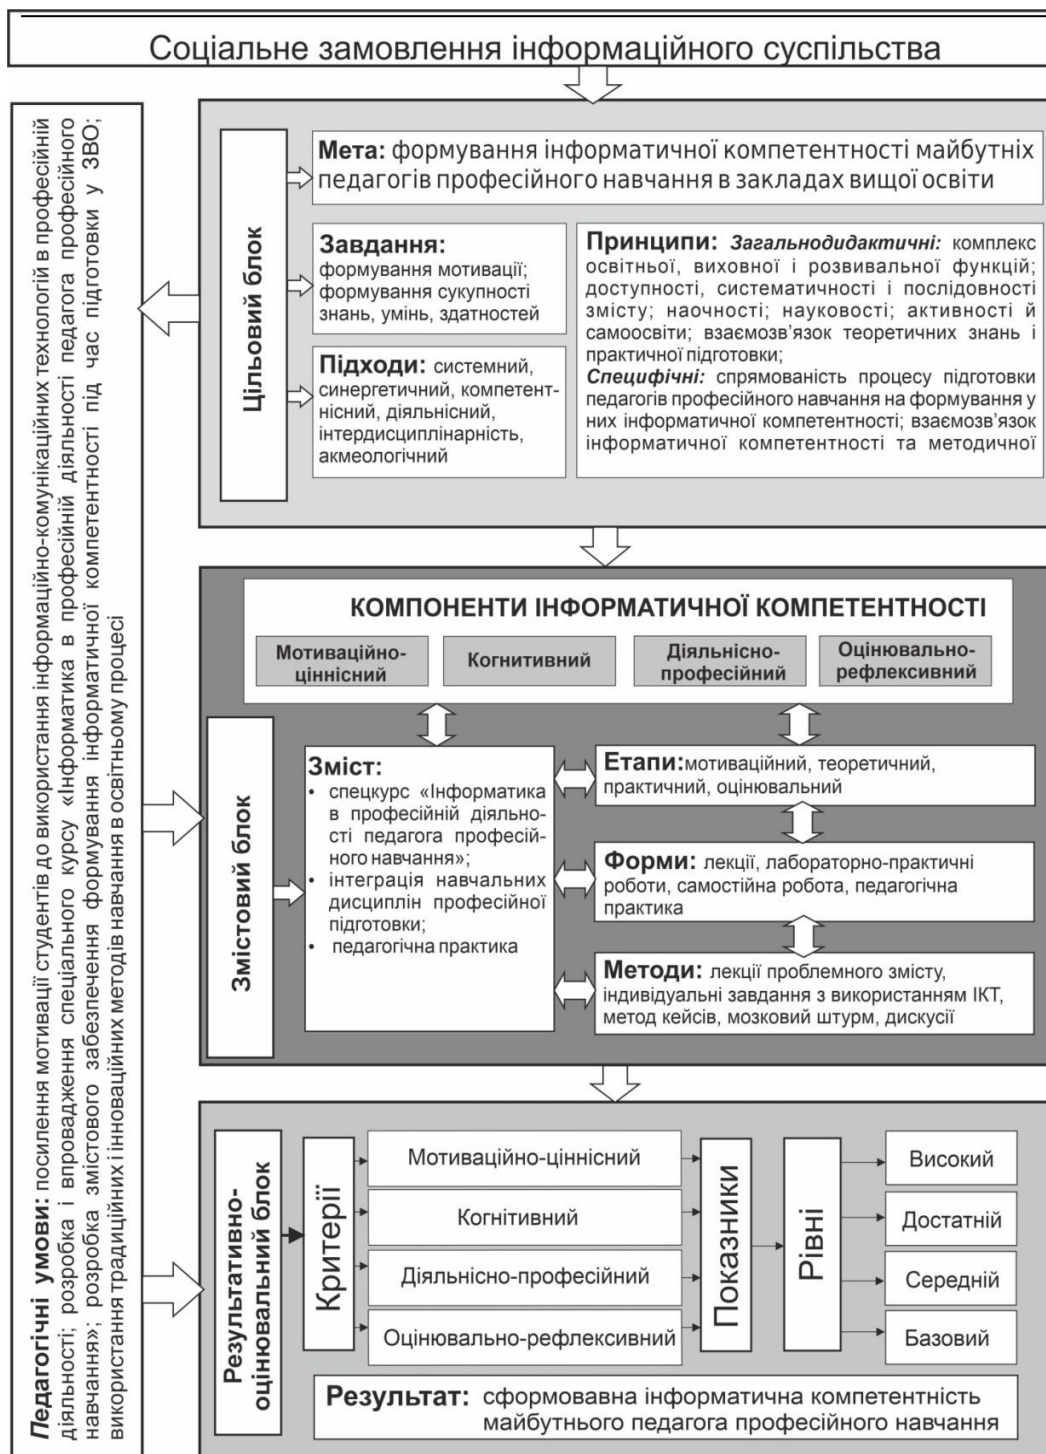 Соціальне замовлення інформаційного суспільства
Педагогічні умови: посилення мотивації студентів до використання інформаційно-комунікаційних технологій в професійній
діяльності; розробка і впровадження спеціального курсу «Інформатика в професійній діяльності педагога професійного
навчання»; розробка змістового забезпечення формування інформатичної компетентності під час підготовки у ЗВО;
використання традиційних і інноваційних методів навчання в освітньому процесі
Цільовий блок
Мета: формування інформатичної компетентності майбутніх
педагогів професійного навчання в закладах вищої освіти
Завдання:
формування мотивації;
формування сукупності
знань, умінь, здатностей
Підходи: системний,
синергетичний, компетент-
нісний, діяльнісний,
інтердисциплінарність,
акмеологічний
Принципи: Загальнодидактичні: комплекс
освітньої, виховної і розвивальної функцій;
доступності, систематичності і послідовності
змісту; наочності; науковості; активності й
самоосвіти; взаємозв’язок теоретичних знань і
практичної підготовки;
Специфічні: спрямованість процесу підготовки
педагогів професійного навчання на формування у
них інформатичної компетентності; взаємозв’язок
інформатичної компетентності та методичної
КОМПОНЕНТИ ІНФОРМАТИЧНОЇ КОМПЕТЕНТНОСТІ
Мотиваційно-
ціннісний
Когнитивний
Діяльнісно-
професійний
Оцінювально-
рефлексивний
Змістовий блок
Зміст:
• спецкурс «Інформатика
в професійній діяльно-
сті педагога професій-
ного навчання»;
• інтеграція навчальних
дисциплін професійної
підготовки;
• педагогічна практика
Етапи:мотиваційний, теоретичний,
практичний, оцінювальний
Форми: лекції, лабораторно-практичні
роботи, самостійна робота, педагогічна
практика
Методи: лекції проблемного змісту,
індивідуальні завдання з використанням ІКТ,
метод кейсів, мозковий штурм, дискусії
Результативно-
оцінювальний блок
Критерії
Мотиваційно-ціннісний
Когнітивний
Діяльнісно-професійний
Оцінювально-рефлексивний
Показники
Рівні
Високий
Достатній
Середній
Базовий
Результат: сформовавна інформатична компетентність
майбутнього педагога професійного навчання